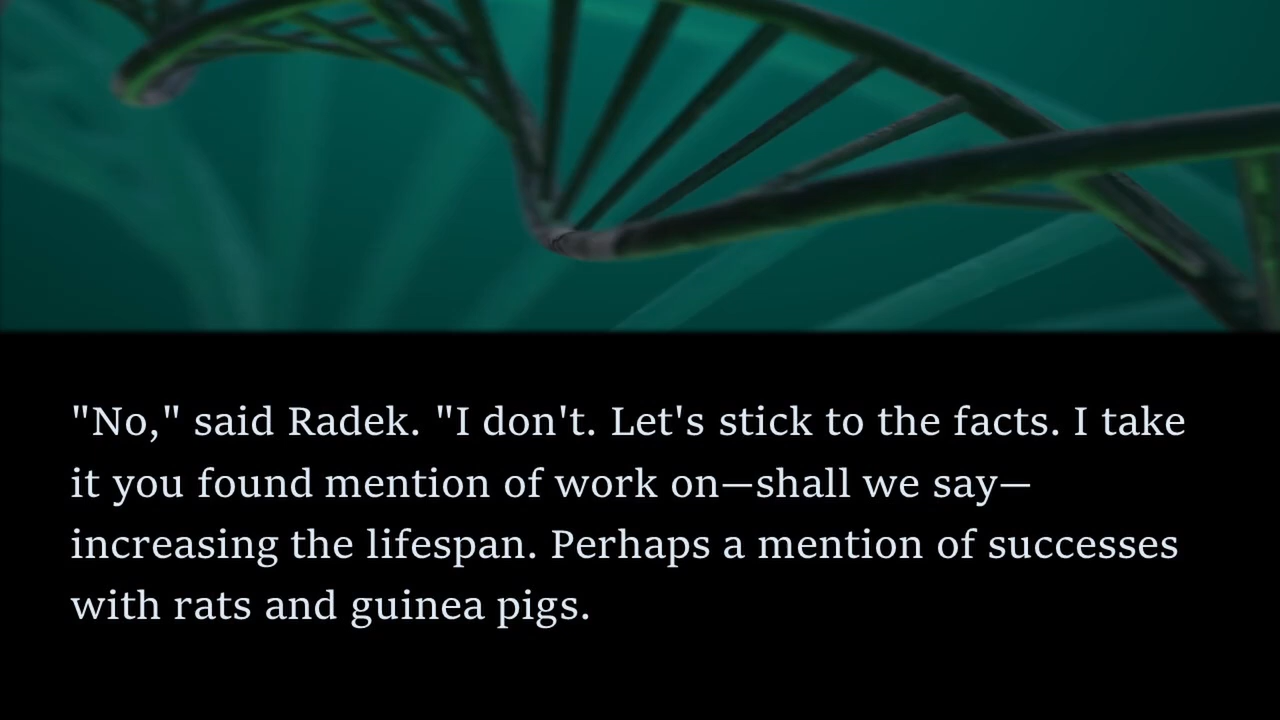 "No," said Radek. "I don't. Let's stick to the facts. I take
it you found mention of work on—shall we say—
increasing the lifespan. Perhaps a mention of successes
with rats and guinea pigs.